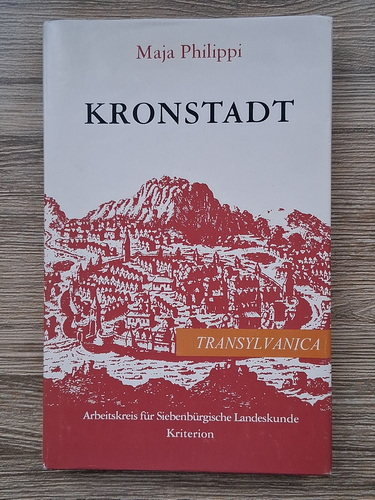 Maja Philippi
KRONSTADT
TRANSYLVANICA
Arbeitskreis für Siebenbürgische Landeskunde
Kriterion